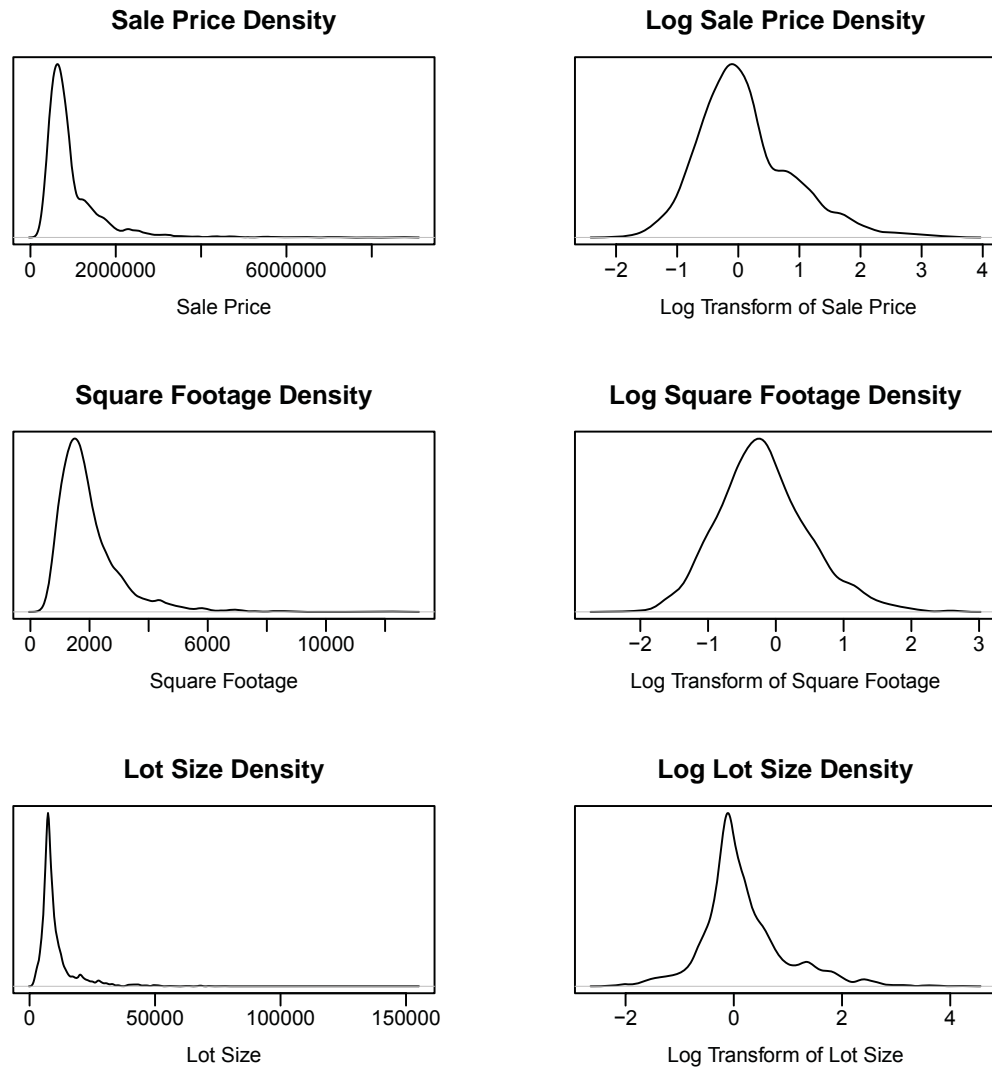 Sale Price Density
0 2000000 6000000
Sale Price
Log Sale Price Density
−2 −1 0 1 2 3 4
Log Transform of Sale Price
Square Footage Density
0 2000 6000 10000
Square Footage
Log Square Footage Density
−2 −1 0 1 2 3
Log Transform of Square Footage
Lot Size Density
0 50000 100000 150000
Lot Size
Log Lot Size Density
−2 0 2 4
Log Transform of Lot Size